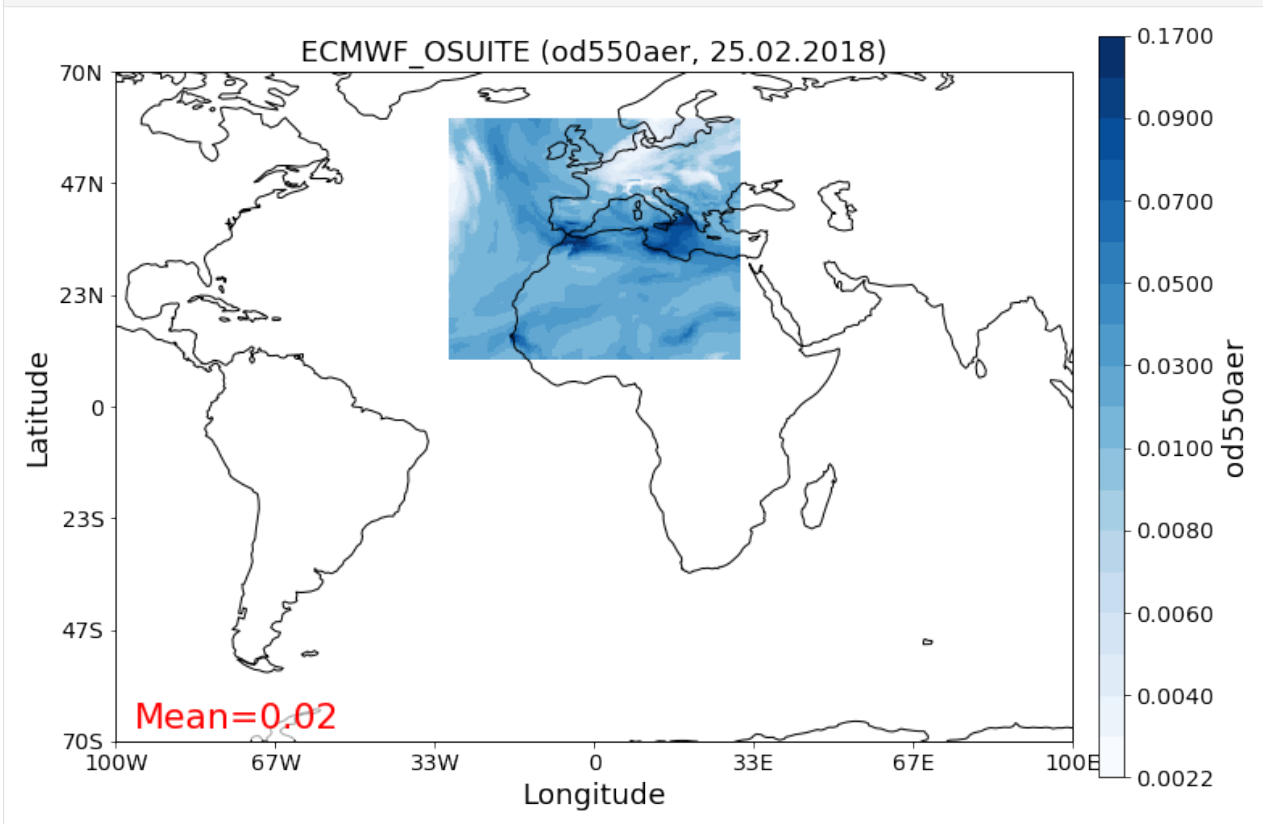 ECMWF_OSUITE (od550aer, 25.02.2018)
70N
47N
23N
0
23S
47S
70S
Latitude
Mean=0.02
100W
67W
33W
0
33E
67E
100E
Longitude
0.1700
0.0900
0.0700
0.0500
0.0300
0.0100
0.0080
0.0060
0.0040
0.0022
od550aer